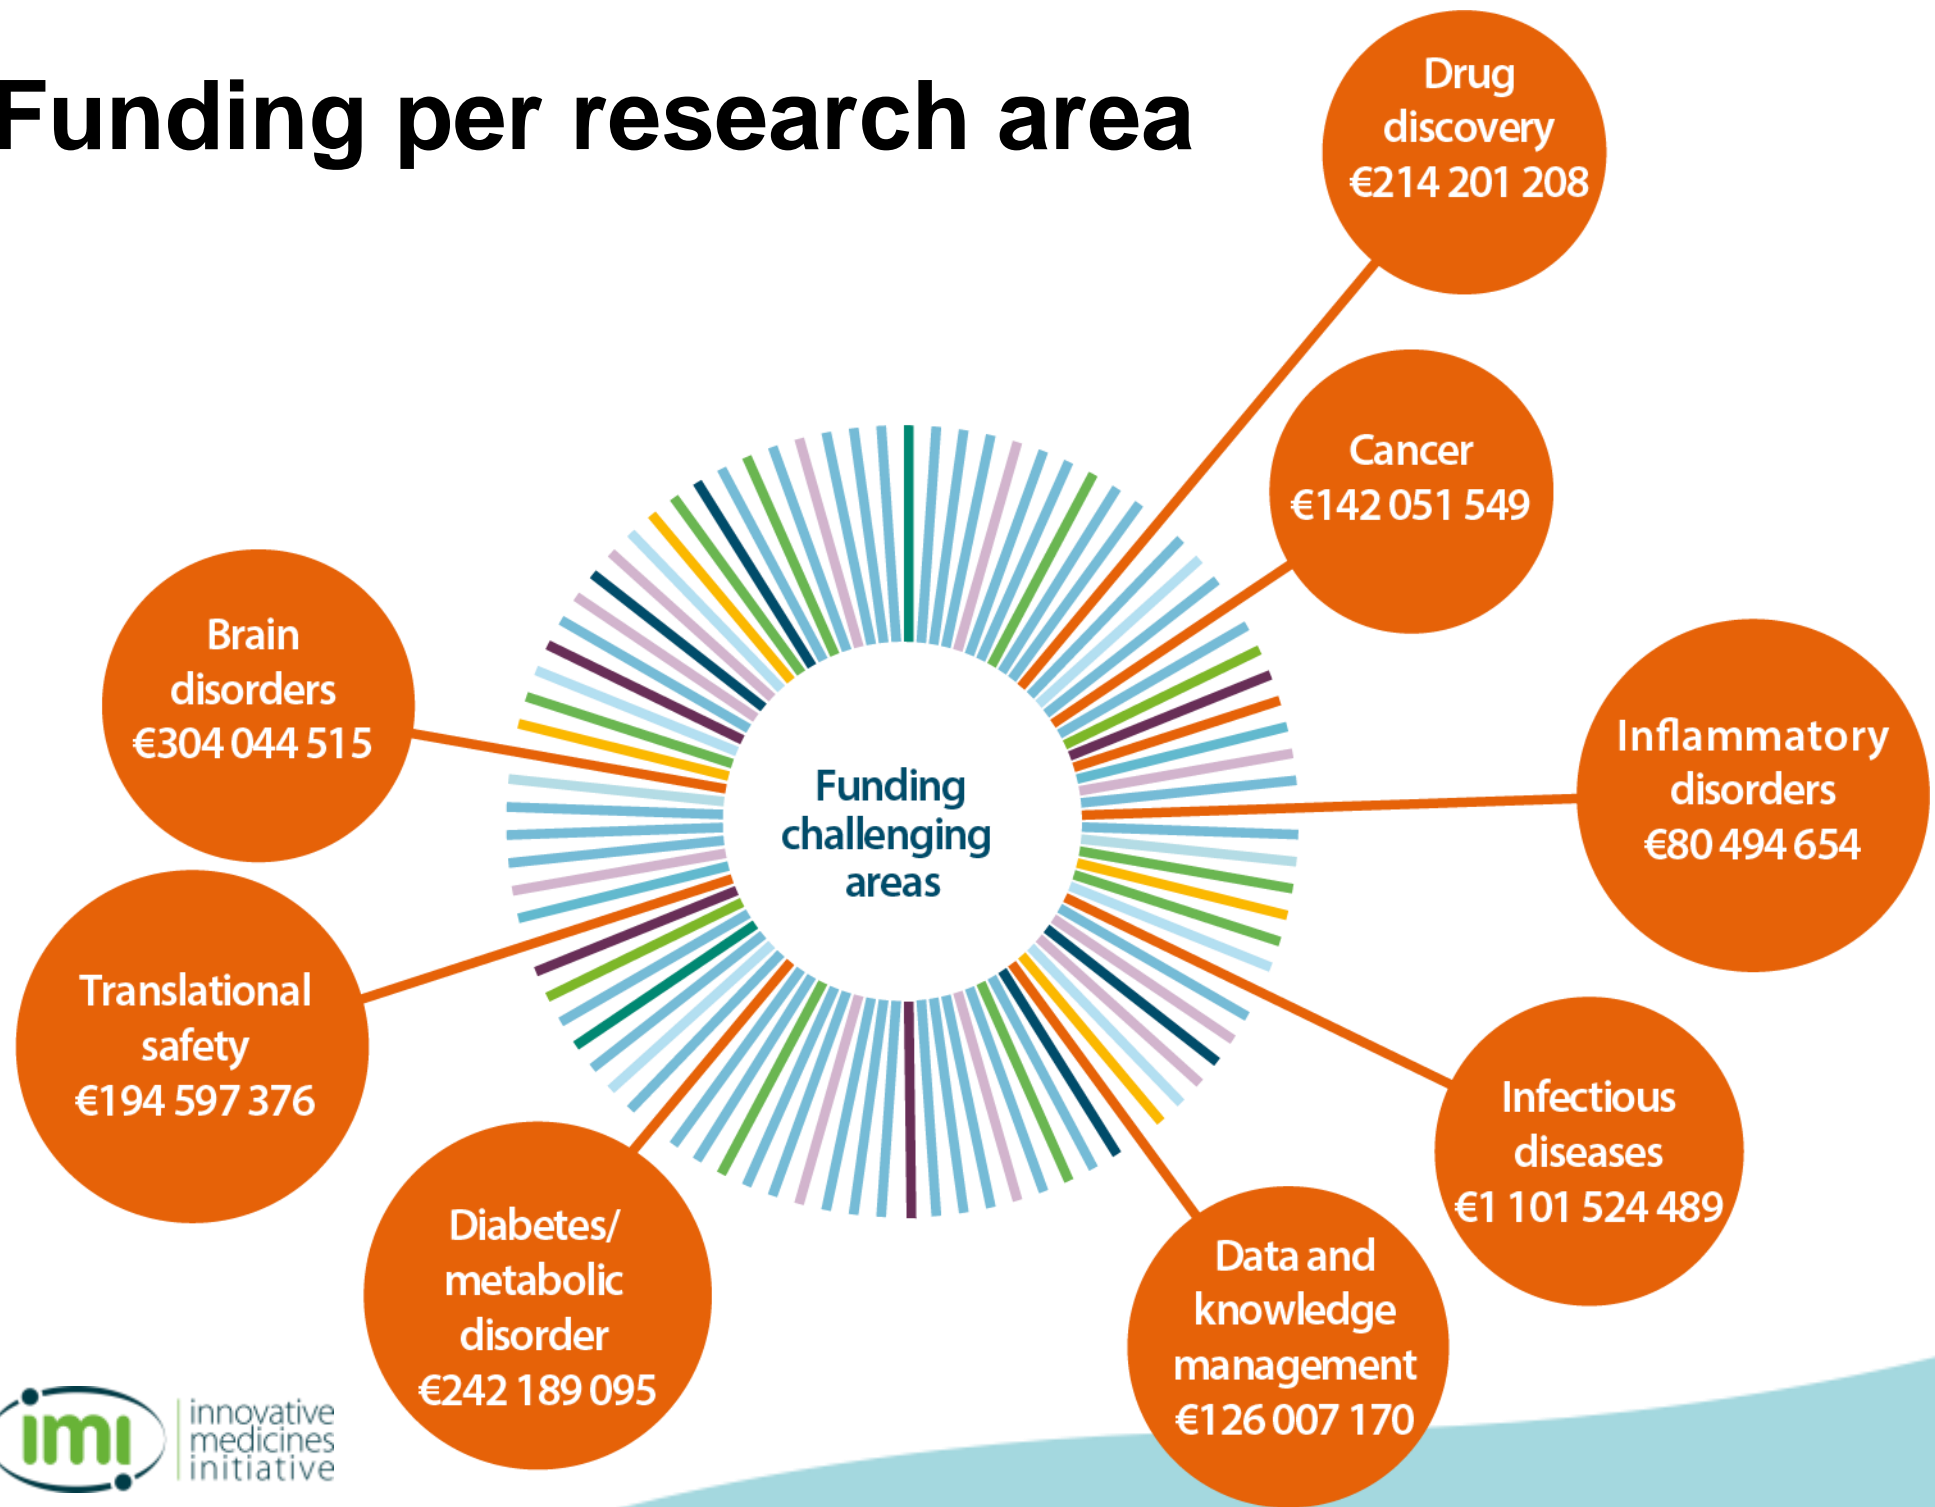 Funding per research area
Drug
discovery
€214 201 208
Cancer
€142 051 549
Brain
disorders
€304 044 515
Inflammatory
disorders
€80 494 654
Funding
challenging
areas
Translational
safety
€194 597 376
Infectious
diseases
€1 101 524 489
Diabetes/
metabolic
disorder
€242 189 095
Data and
knowledge
management
€126 007 170
imi
innovative
medicines
initiative